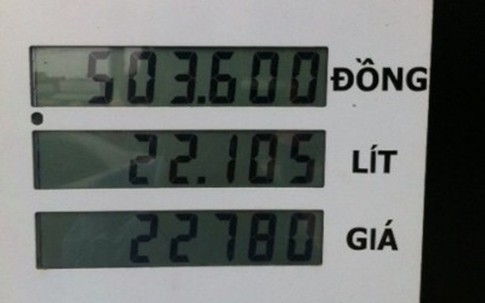 503.600 ĐỒNG
22.105 LÍT
22780 GIÁ